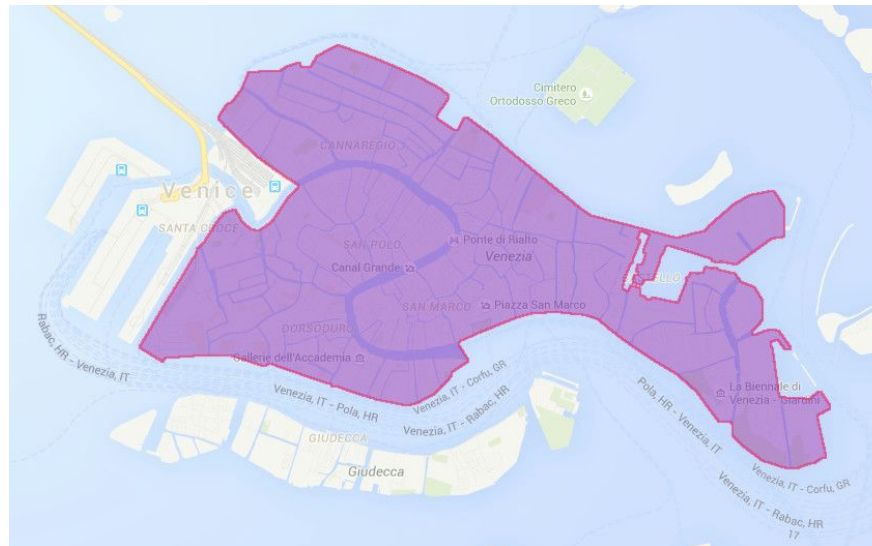 Cimitero
Ortodosso Greco
CANNAREGIO
Venice
SANTA CROCE
SAN POLO
Ponte di Rialto
Venezia
Canal Grande
SAN MARCO
Piazza San Marco
DORSODURO
Gallerie dell'Accademia
Rabac, HR - Venezia, IT
Venezia, IT - Pola, HR
Venezia, IT - Corfu, GR
Venezia, IT - Rabac, HR
Pola, HR - Venezia, IT
La Biennale di
Venezia - Giardini
GIUDECCA
Giudecca
Venezia, IT - Corfu, GR
Venezia, IT - Rabac, HR
17